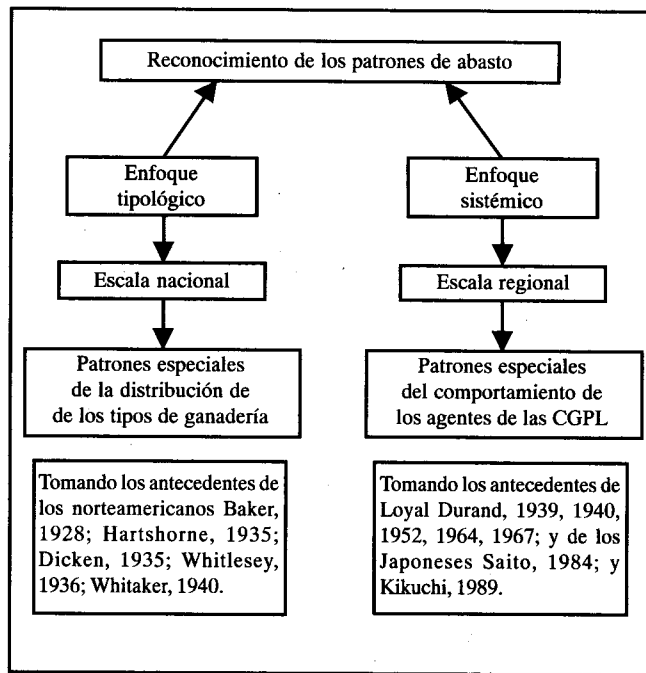 Reconocimiento de los patrones de abasto
Enfoque
tipológico
Escala nacional
Patrones especiales
de la distribución de
de los tipos de ganadería
Tomando los antecedentes de
los norteamericanos Baker,
1928; Hartshorne, 1935;
Dicken, 1935; Whitlesey,
1936; Whitaker, 1940.
Enfoque
sistémico
Escala regional
Patrones especiales
del comportamiento de
los agentes de las CGPL
Tomando los antecedentes de
Loyal Durand, 1939, 1940,
1952, 1964, 1967; y de los
Japoneses Saito, 1984; y
Kikuchi, 1989.